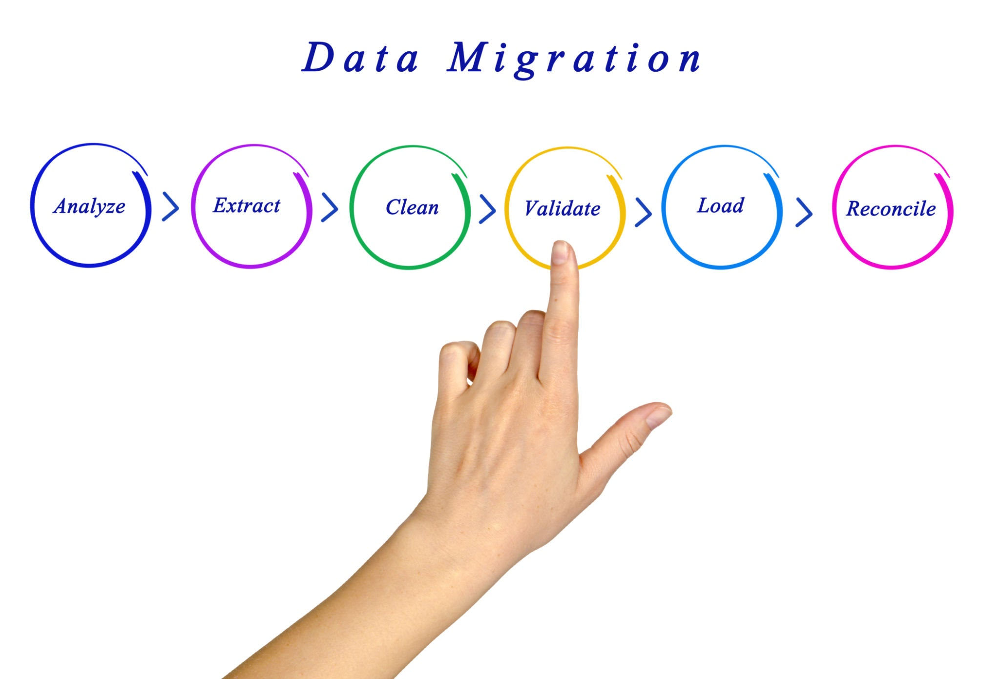 Data Migration
Analyze > Extract > Clean > Validate > Load > Reconcile